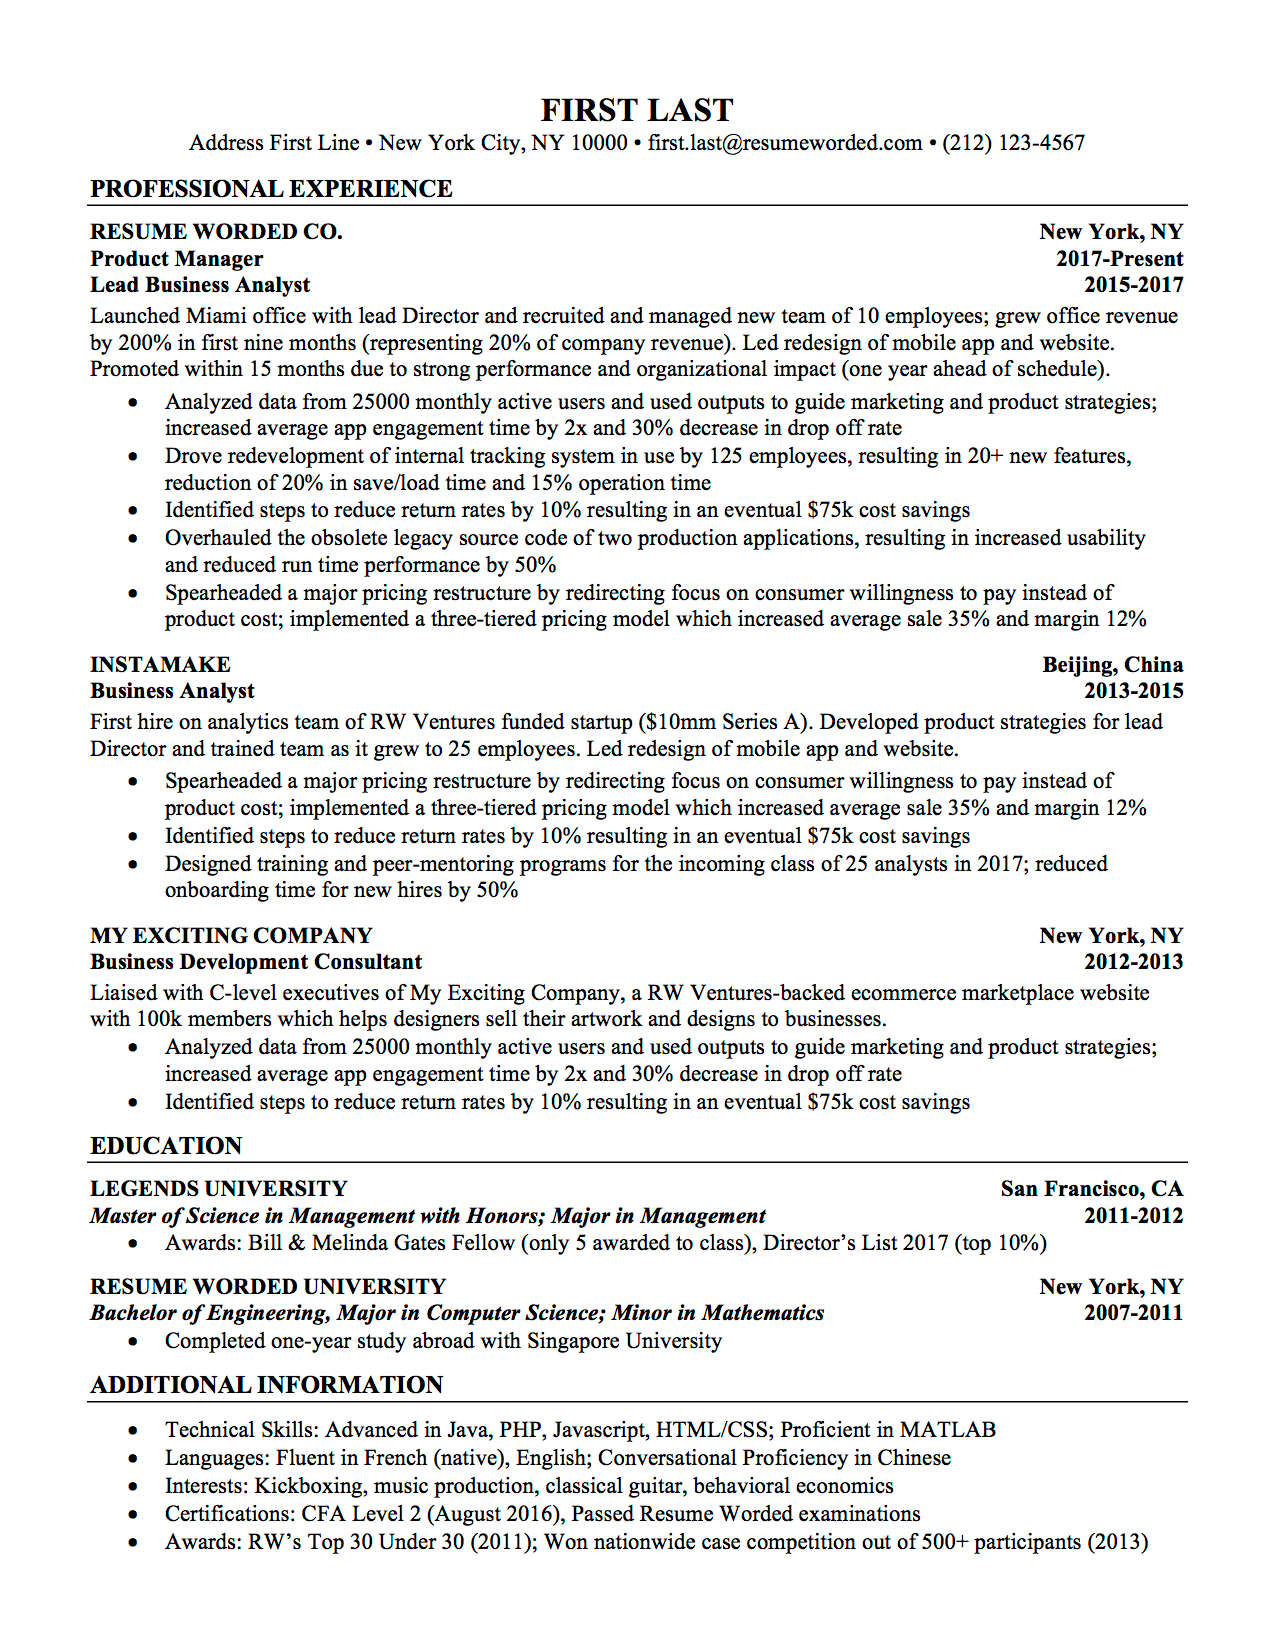 FIRST LAST
Address First Line • New York City, NY 10000 • first.last@resumeworded.com • (212) 123-4567
PROFESSIONAL EXPERIENCE
RESUME WORDED CO. New York, NY
Product Manager 2017-Present
Lead Business Analyst 2015-2017
Launched Miami office with lead Director and recruited and managed new team of 10 employees; grew office revenue
by 200% in first nine months (representing 20% of company revenue). Led redesign of mobile app and website.
Promoted within 15 months due to strong performance and organizational impact (one year ahead of schedule).
• Analyzed data from 25000 monthly active users and used outputs to guide marketing and product strategies;
increased average app engagement time by 2x and 30% decrease in drop off rate
• Drove redevelopment of internal tracking system in use by 125 employees, resulting in 20+ new features,
reduction of 20% in save/load time and 15% operation time
• Identified steps to reduce return rates by 10% resulting in an eventual $75k cost savings
• Overhauled the obsolete legacy source code of two production applications, resulting in increased usability
and reduced run time performance by 50%
• Spearheaded a major pricing restructure by redirecting focus on consumer willingness to pay instead of
product cost; implemented a three-tiered pricing model which increased average sale 35% and margin 12%
INSTAMAKE Beijing, China
Business Analyst 2013-2015
First hire on analytics team of RW Ventures funded startup ($10mm Series A). Developed product strategies for lead
Director and trained team as it grew to 25 employees. Led redesign of mobile app and website.
• Spearheaded a major pricing restructure by redirecting focus on consumer willingness to pay instead of
product cost; implemented a three-tiered pricing model which increased average sale 35% and margin 12%
• Identified steps to reduce return rates by 10% resulting in an eventual $75k cost savings
• Designed training and peer-mentoring programs for the incoming class of 25 analysts in 2017; reduced
onboarding time for new hires by 50%
MY EXCITING COMPANY New York, NY
Business Development Consultant 2012-2013
Liaised with C-level executives of My Exciting Company, a RW Ventures-backed ecommerce marketplace website
with 100k members which helps designers sell their artwork and designs to businesses.
• Analyzed data from 25000 monthly active users and used outputs to guide marketing and product strategies;
increased average app engagement time by 2x and 30% decrease in drop off rate
• Identified steps to reduce return rates by 10% resulting in an eventual $75k cost savings
EDUCATION
LEGENDS UNIVERSITY San Francisco, CA
Master of Science in Management with Honors; Major in Management 2011-2012
• Awards: Bill & Melinda Gates Fellow (only 5 awarded to class), Director’s List 2017 (top 10%)
RESUME WORDED UNIVERSITY New York, NY
Bachelor of Engineering, Major in Computer Science; Minor in Mathematics 2007-2011
• Completed one-year study abroad with Singapore University
ADDITIONAL INFORMATION
• Technical Skills: Advanced in Java, PHP, Javascript, HTML/CSS; Proficient in MATLAB
• Languages: Fluent in French (native), English; Conversational Proficiency in Chinese
• Interests: Kickboxing, music production, classical guitar, behavioral economics
• Certifications: CFA Level 2 (August 2016), Passed Resume Worded examinations
• Awards: RW’s Top 30 Under 30 (2011); Won nationwide case competition out of 500+ participants (2013)